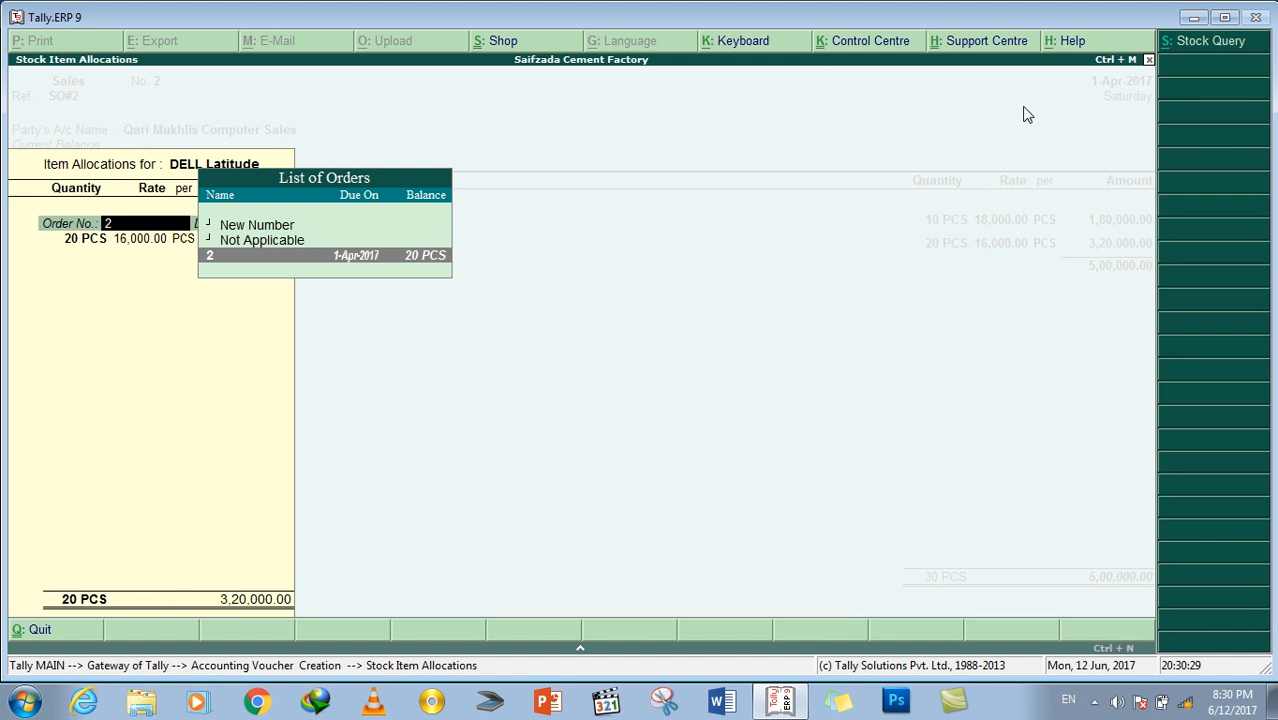 Tally.ERP 9
P: Print E: Export M: E-Mail O: Upload S: Shop G: Language K: Keyboard K: Control Centre H: Support Centre H: Help S: Stock Query
Stock Item Allocations Saifzada Cement Factory Ctrl + M
Sales No. 2 1-Apr-2017
Ref. : SO#2 Saturday
Party's A/c Name : Qari Mukhlis Computer Sales
Current Balance
Item Allocations for : DELL Latitude
List of Orders
Quantity Rate per Quantity Rate per Amount
Name Due On Balance
Order No.: 2 New Number 10 PCS 18,000.00 PCS 1,80,000.00
20 PCS 16,000.00 PCS Not Applicable 20 PCS 16,000.00 PCS 3,20,000.00
2 1-Apr-2017 20 PCS
5,00,000.00
30 PCS 5,00,000.00
20 PCS 3,20,000.00
Q: Quit
Ctrl + N
Tally MAIN --> Gateway of Tally --> Accounting Voucher Creation --> Stock Item Allocations (c) Tally Solutions Pvt. Ltd., 1988-2013 Mon, 12 Jun, 2017 20:30:29
EN 8:30 PM
6/12/2017